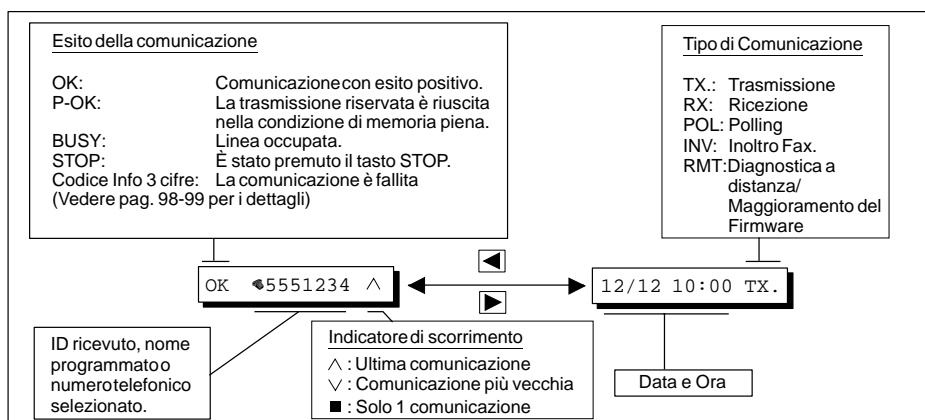 Esito della comunicazione
OK: Comunicazione con esito positivo.
P-OK: La trasmissione riservata è riuscita
nella condizione di memoria piena.
BUSY: Linea occupata.
STOP: È stato premuto il tasto STOP.
Codice Info 3 cifre: La comunicazione è fallita
(Vedere pag. 98-99 per i dettagli)
Tipo di Comunicazione
TX.: Trasmissione
RX: Ricezione
POL: Polling
INV: Inoltro Fax.
RMT: Diagnostica a
distanza/
Maggioramento del
Firmware
OK 5551234 ∧
12/12 10:00 TX.
ID ricevuto, nome
programmato o
numero telefonico
selezionato.
Indicatore di scorrimento
∧ : Ultima comunicazione
∨ : Comunicazione più vecchia
■ : Solo 1 comunicazione
Data e Ora